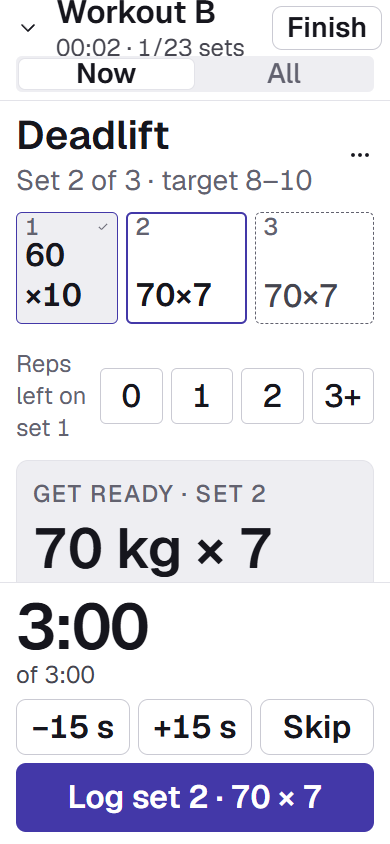 Workout B
00:02 · 1/23 sets
Finish
Now
All
Deadlift
...
Set 2 of 3 · target 8–10
1
60
×10
2
70×7
3
70×7
Reps
left on
set 1
0
1
2
3+
GET READY · SET 2
70 kg × 7
3:00
of 3:00
−15 s
+15 s
Skip
Log set 2 · 70 × 7